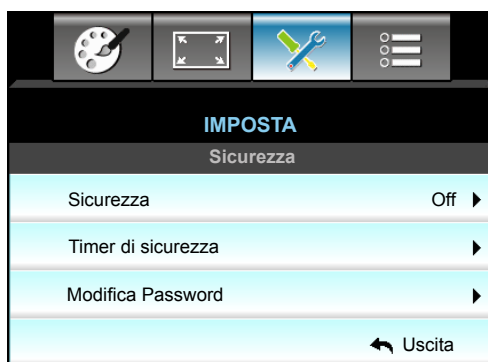 IMPOSTA
Sicurezza
Sicurezza Off
Timer di sicurezza
Modifica Password
Uscita